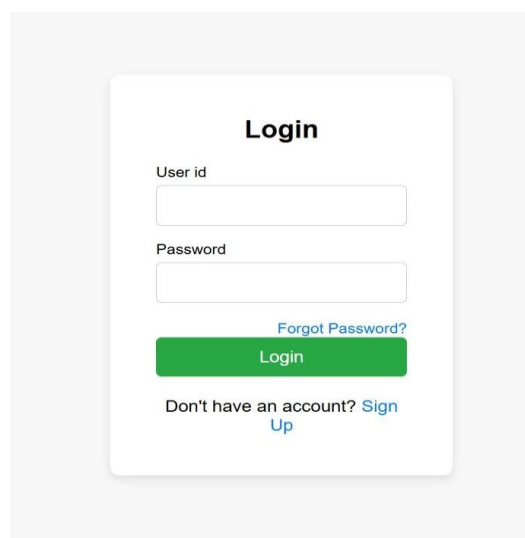 Login
User id
Password
Forgot Password?
Login
Don't have an account? Sign
Up